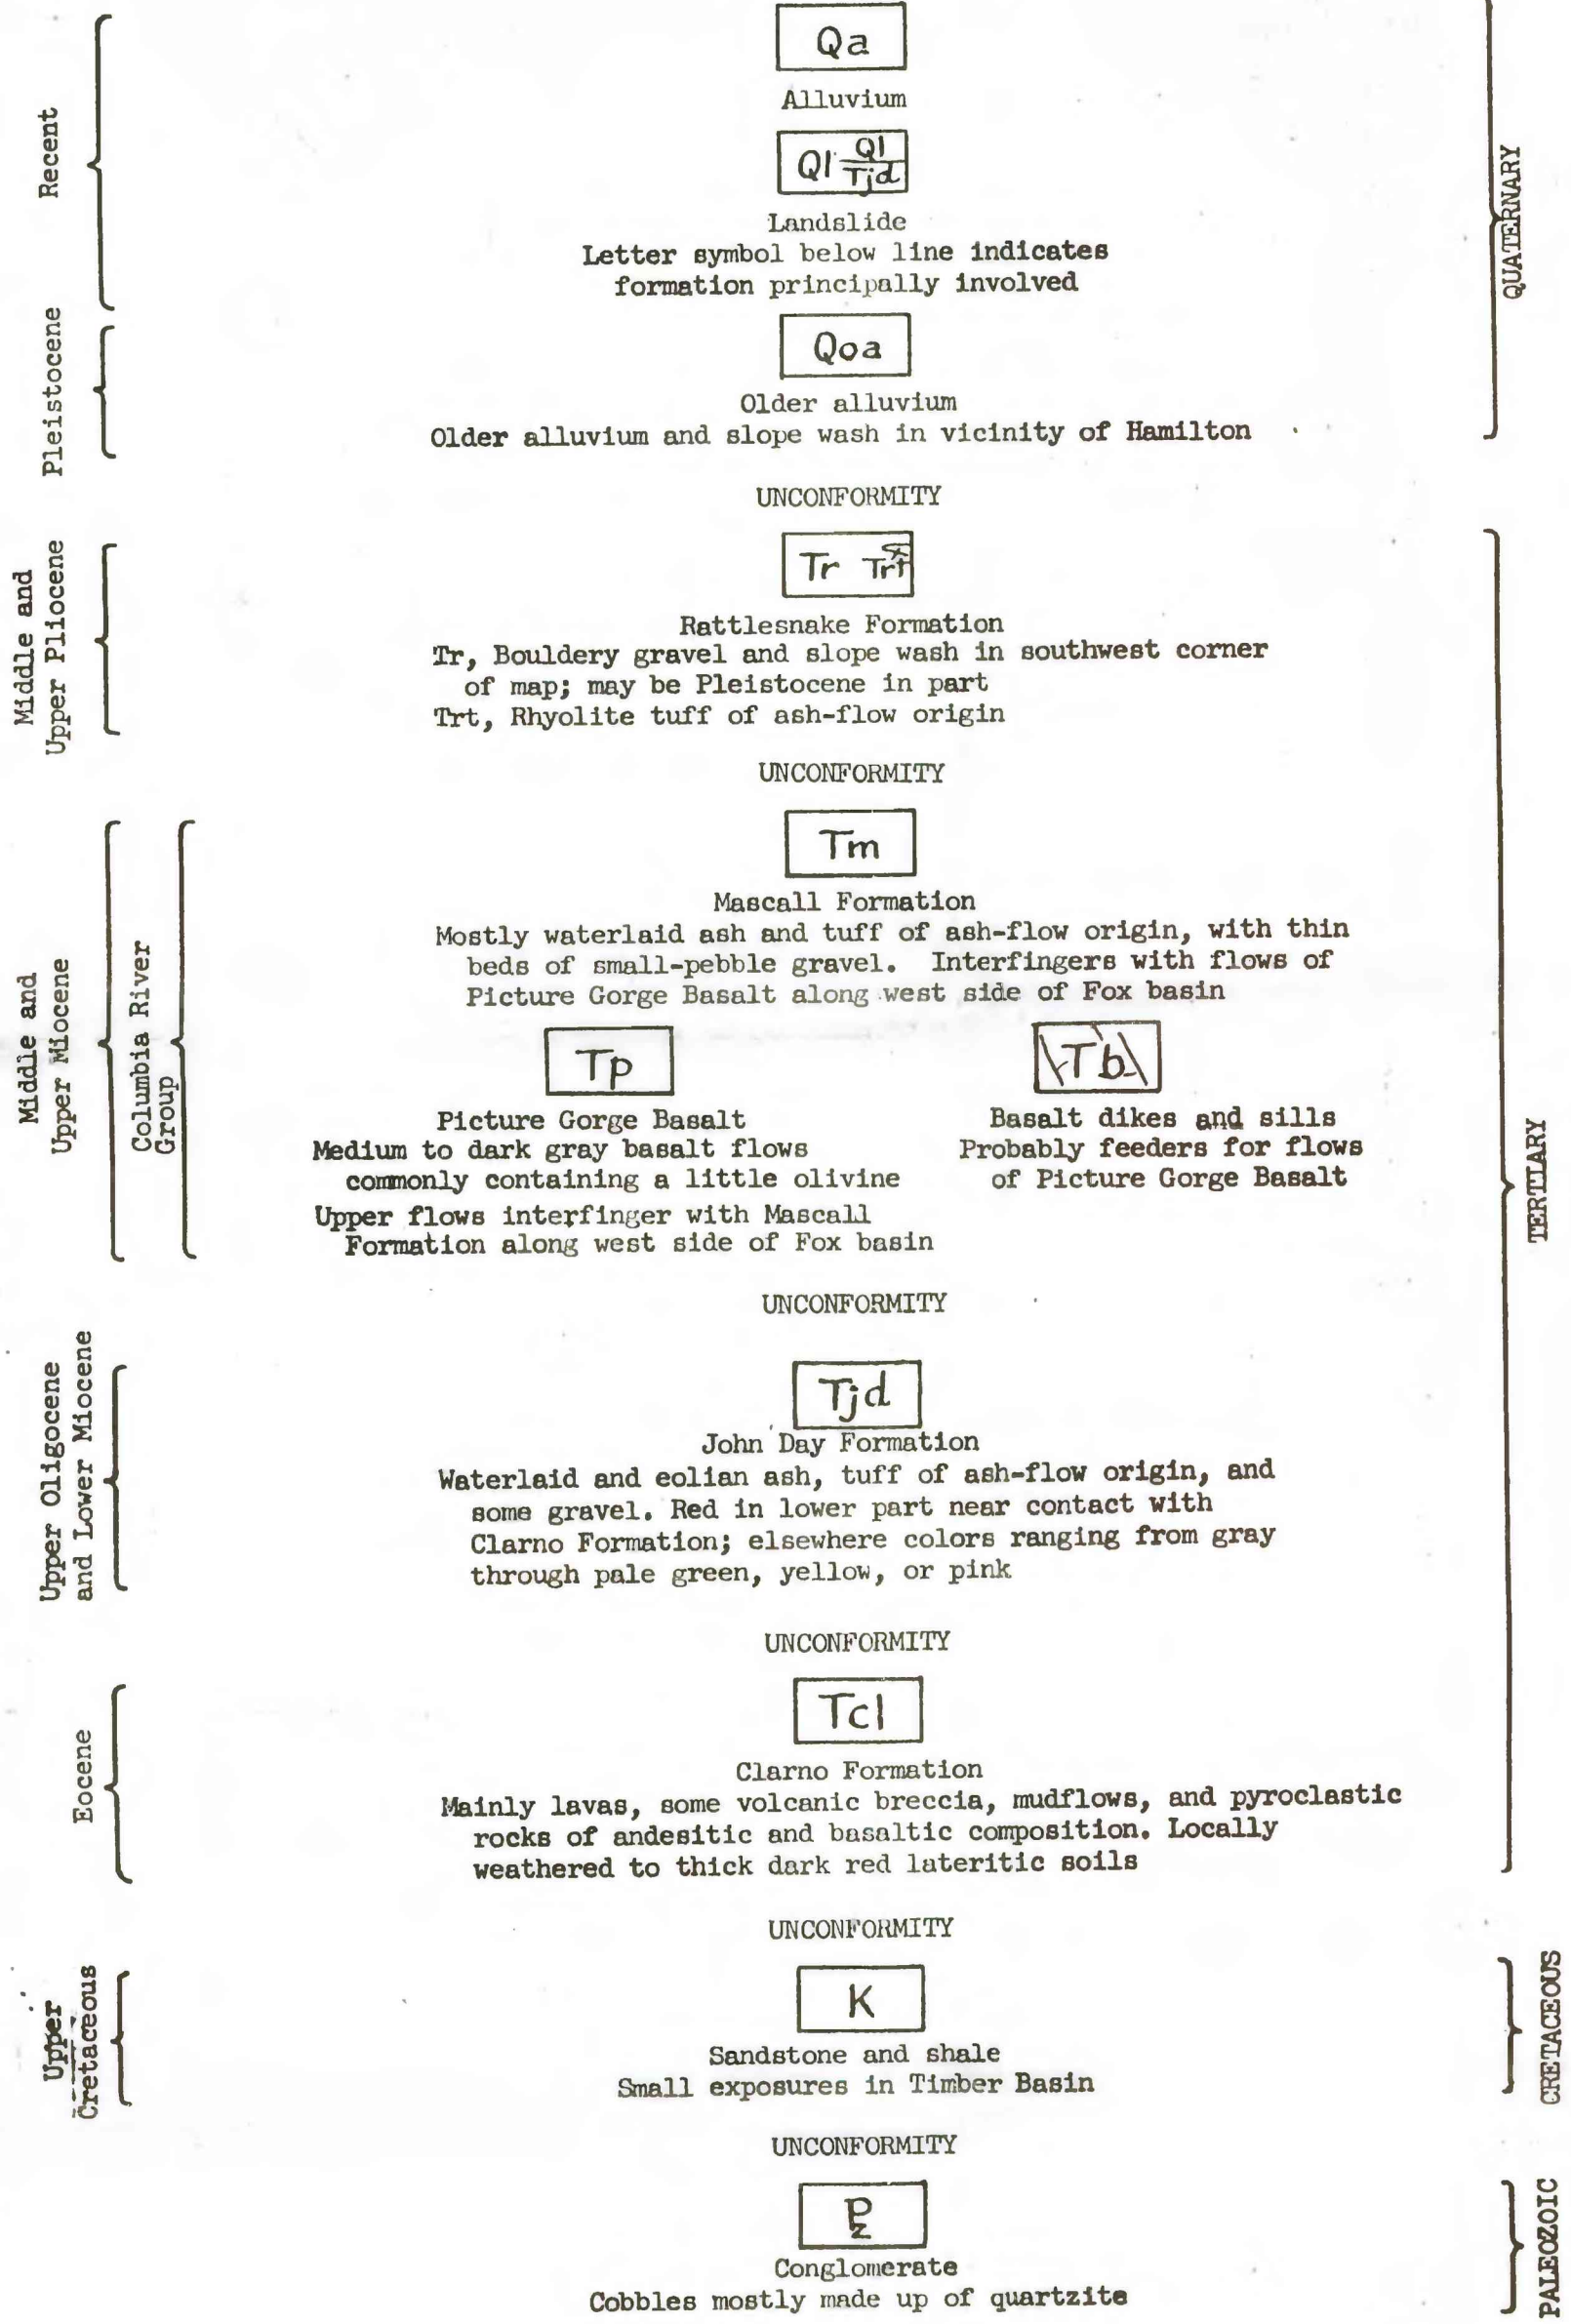 Qa
Alluvium
Ql Ql
Tjd
Landslide
Letter symbol below line indicates
formation principally involved
Recent
Qoa
Older alluvium
Older alluvium and slope wash in vicinity of Hamilton
Pleistocene
QUATERNARY
UNCONFORMITY
Tr Trt
Rattlesnake Formation
Tr, Bouldery gravel and slope wash in southwest corner
of map; may be Pleistocene in part
Trt, Rhyolite tuff of ash-flow origin
Middle and
Upper Pliocene
UNCONFORMITY
Tm
Mascall Formation
Mostly waterlaid ash and tuff of ash-flow origin, with thin
beds of small-pebble gravel. Interfingers with flows of
Picture Gorge Basalt along west side of Fox basin
Tp
Picture Gorge Basalt
Medium to dark gray basalt flows
commonly containing a little olivine
Upper flows interfinger with Mascall
Formation along west side of Fox basin
Tb
Basalt dikes and sills
Probably feeders for flows
of Picture Gorge Basalt
Middle and
Upper Miocene
Columbia River
Group
TERTIARY
UNCONFORMITY
Tjd
John Day Formation
Waterlaid and eolian ash, tuff of ash-flow origin, and
some gravel. Red in lower part near contact with
Clarno Formation; elsewhere colors ranging from gray
through pale green, yellow, or pink
Upper Oligocene
and Lower Miocene
UNCONFORMITY
Tcl
Clarno Formation
Mainly lavas, some volcanic breccia, mudflows, and pyroclastic
rocks of andesitic and basaltic composition. Locally
weathered to thick dark red lateritic soils
Eocene
UNCONFORMITY
K
Sandstone and shale
Small exposures in Timber Basin
Upper
Cretaceous
CRETACEOUS
UNCONFORMITY
Pz
Conglomerate
Cobbles mostly made up of quartzite
PALEOZOIC